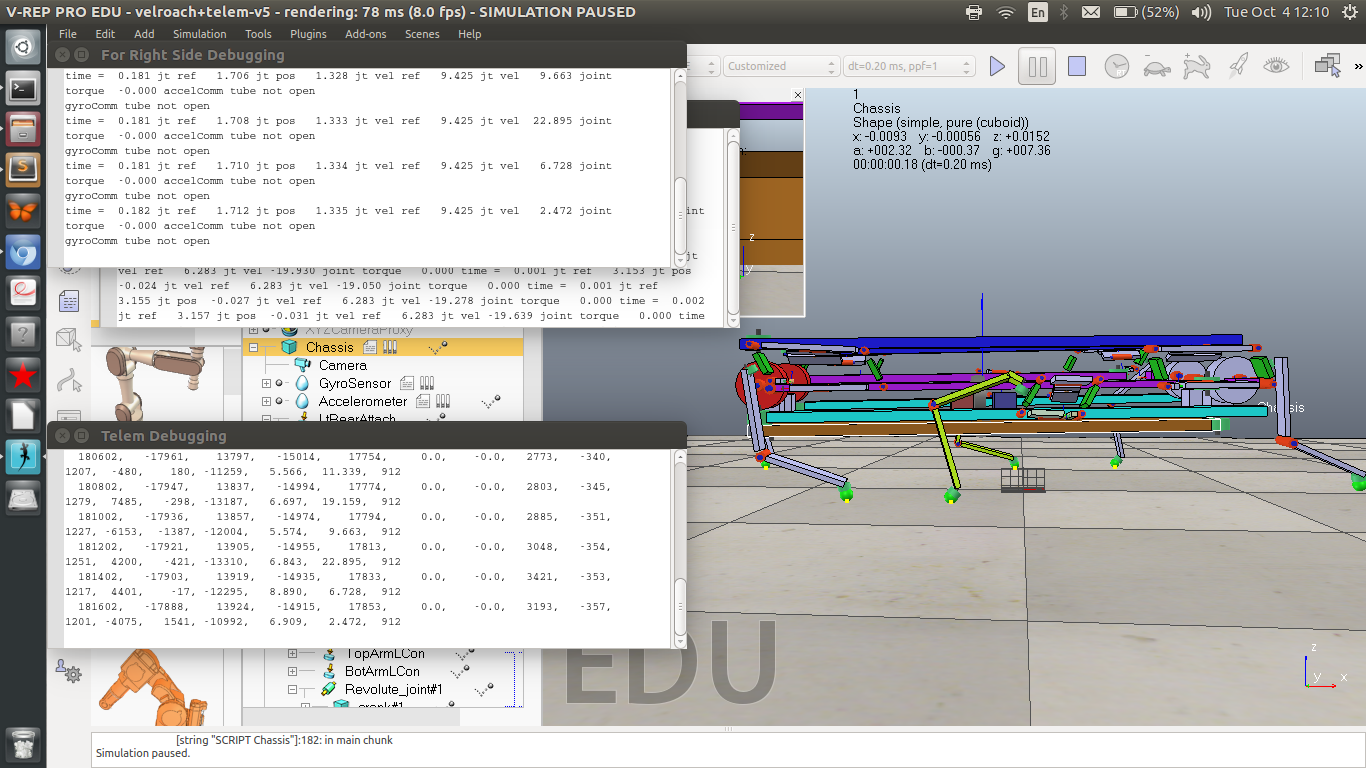 V-REP PRO EDU - velroach+telem-v5 - rendering: 78 ms (8.0 fps) - SIMULATION PAUSED
En
(52%)
Tue Oct 4 12:10
File Edit Add Simulation Tools Plugins Add-ons Scenes Help
For Right Side Debugging
Customized
dt=0.20 ms, ppf=1
time = 0.181 jt ref 1.706 jt pos 1.328 jt vel ref 9.425 jt vel 9.663 joint
torque -0.000 accelComm tube not open
gyroComm tube not open
time = 0.181 jt ref 1.708 jt pos 1.333 jt vel ref 9.425 jt vel 22.895 joint
torque -0.000 accelComm tube not open
gyroComm tube not open
time = 0.181 jt ref 1.710 jt pos 1.334 jt vel ref 9.425 jt vel 6.728 joint
torque -0.000 accelComm tube not open
gyroComm tube not open
time = 0.182 jt ref 1.712 jt pos 1.335 jt vel ref 9.425 jt vel 2.472 joint
torque -0.000 accelComm tube not open
gyroComm tube not open
jt
vel ref 6.283 jt vel -19.930 joint torque 0.000 time = 0.001 jt ref 3.153 jt pos
-0.024 jt vel ref 6.283 jt vel -19.050 joint torque 0.000 time = 0.001 jt ref
3.155 jt pos -0.027 jt vel ref 6.283 jt vel -19.278 joint torque 0.000 time = 0.002
jt ref 3.157 jt pos -0.031 jt vel ref 6.283 jt vel -19.639 joint torque 0.000 time
1
Chassis
Shape (simple, pure (cuboid))
x: -0.0093 y: -0.00056 z: +0.0152
a: +002.32 b: -000.37 g: +007.36
00:00:00.18 (dt=0.20 ms)
z
y
XYZCameraProxy
Chassis
Camera
GyroSensor
Accelerometer
LtBearAttach
Chassis
Telem Debugging
180602, -17961, 13797, -15014, 17754, 0.0, -0.0, 2773, -340,
1207, -480, 180, -11259, 5.566, 11.339, 912
180802, -17947, 13837, -14994, 17774, 0.0, -0.0, 2803, -345,
1279, 7485, -298, -13187, 6.697, 19.159, 912
181002, -17936, 13857, -14974, 17794, 0.0, -0.0, 2885, -351,
1227, -6153, -1387, -12004, 5.574, 9.663, 912
181202, -17921, 13905, -14955, 17813, 0.0, -0.0, 3048, -354,
1251, 4200, -421, -13310, 6.843, 22.895, 912
181402, -17903, 13919, -14935, 17833, 0.0, -0.0, 3421, -353,
1217, 4401, -17, -12295, 8.890, 6.728, 912
181602, -17888, 13924, -14915, 17853, 0.0, -0.0, 3193, -357,
1201, -4075, 1541, -10992, 6.909, 2.472, 912
TopArmLCon
BotArmLCon
Revolute_joint#1
crank#1
EDU
z
y x
[string "SCRIPT Chassis"]:182: in main chunk
Simulation paused.